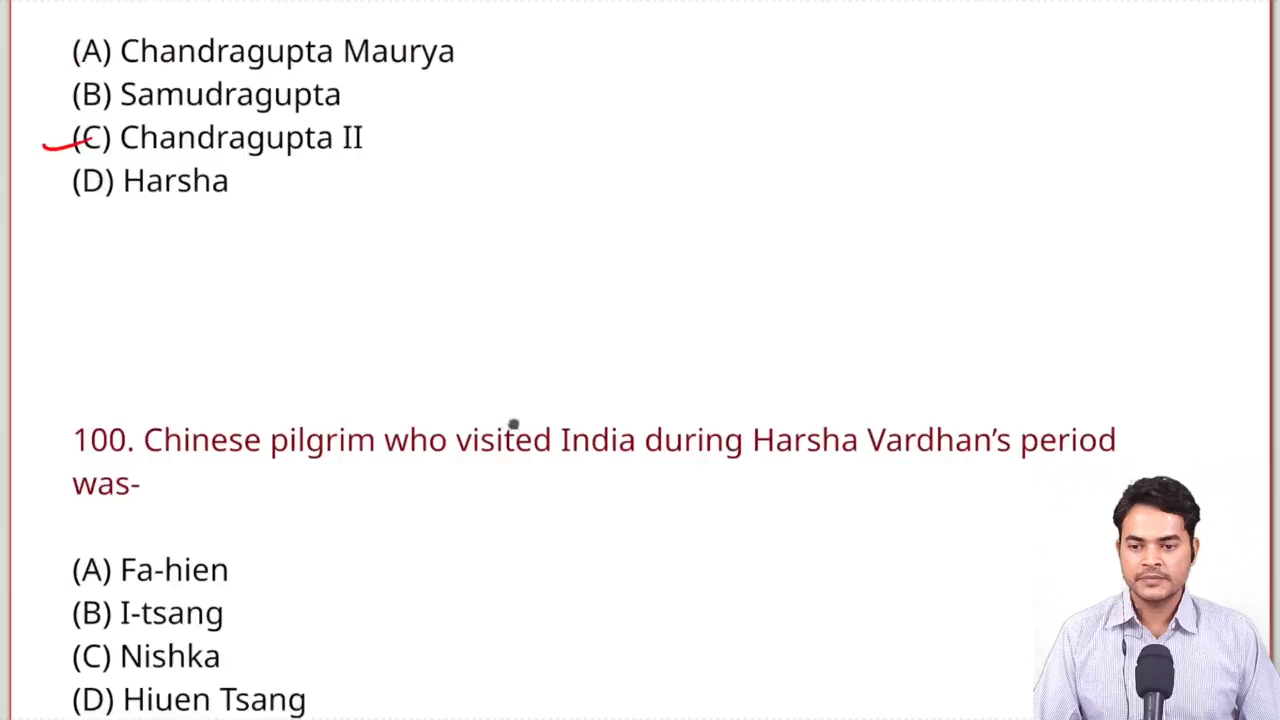 (A) Chandragupta Maurya
(B) Samudragupta
(C) Chandragupta II
(D) Harsha
100. Chinese pilgrim who visited India during Harsha Vardhan’s period
was-
(A) Fa-hien
(B) I-tsang
(C) Nishka
(D) Hiuen Tsang